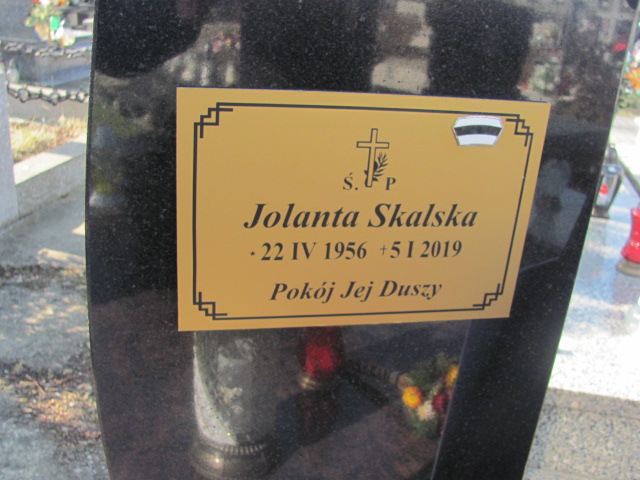 Ś. P
Jolanta Skalska
* 22 IV 1956 +5 I 2019
Pokój Jej Duszy